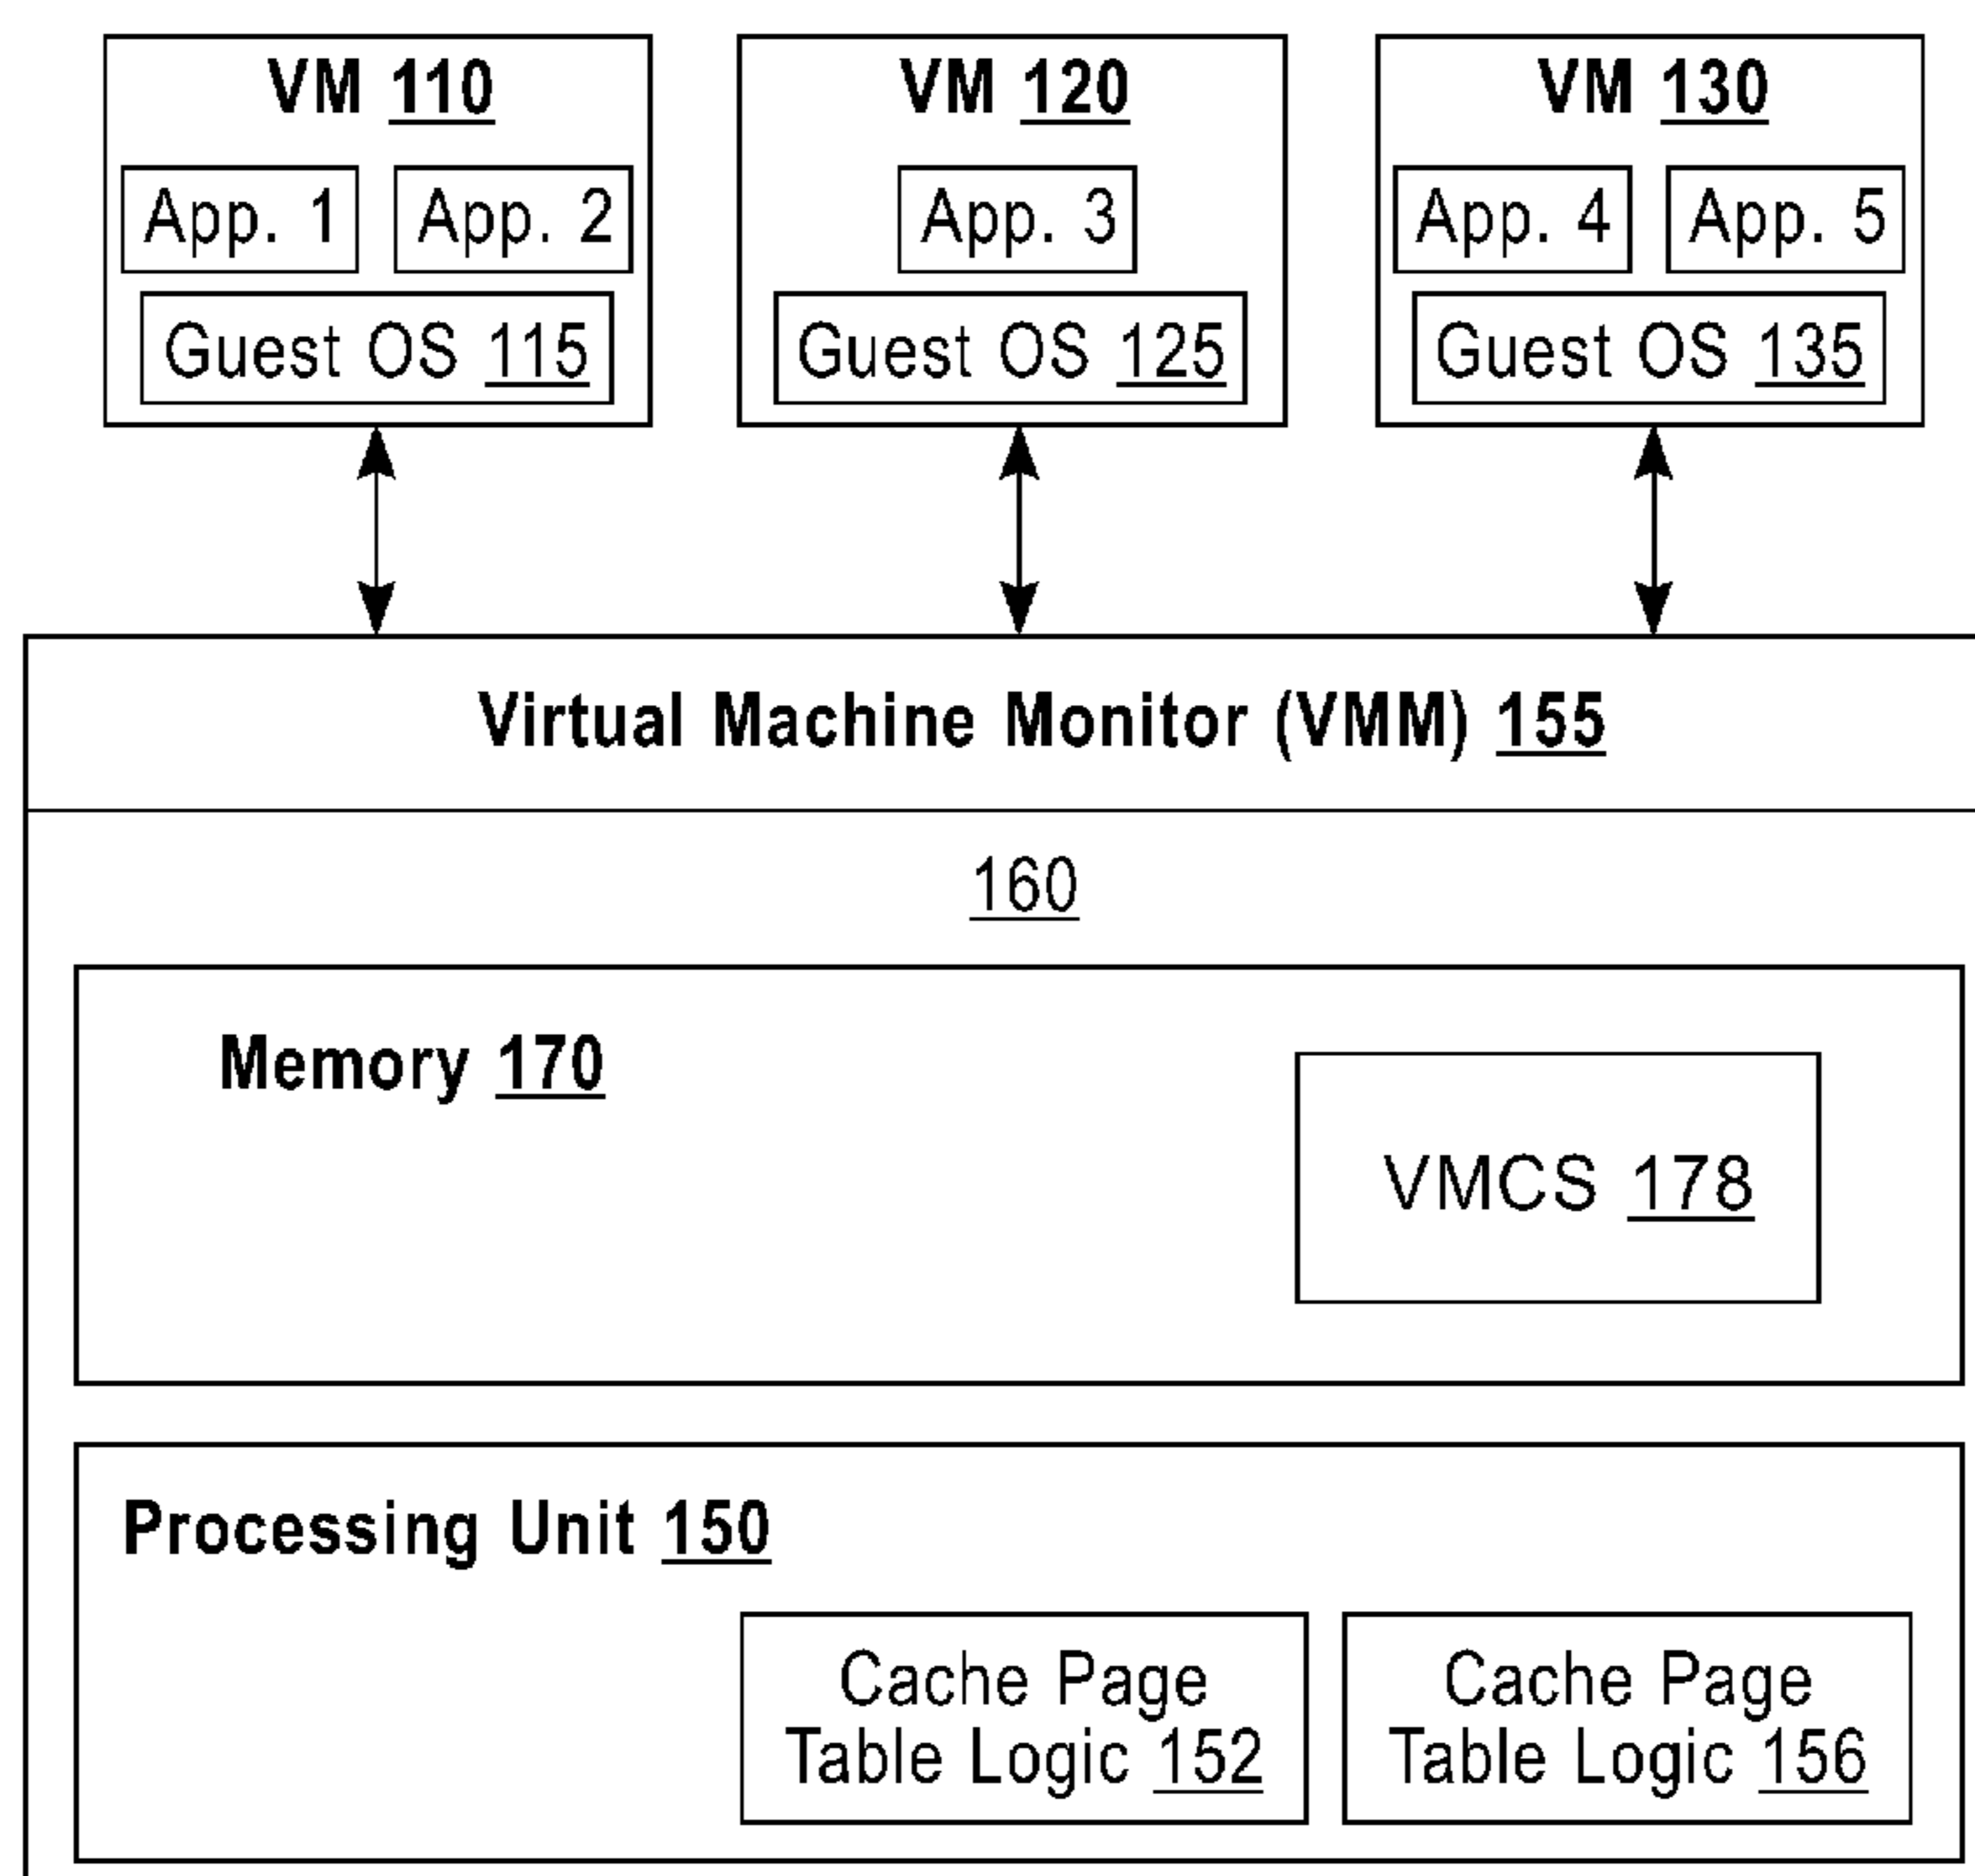 VM 110
App. 1 App. 2
Guest OS 115
VM 120
App. 3
Guest OS 125
VM 130
App. 4 App. 5
Guest OS 135
Virtual Machine Monitor (VMM) 155
160
Memory 170
VMCS 178
Processing Unit 150
Cache Page
Table Logic 152
Cache Page
Table Logic 156